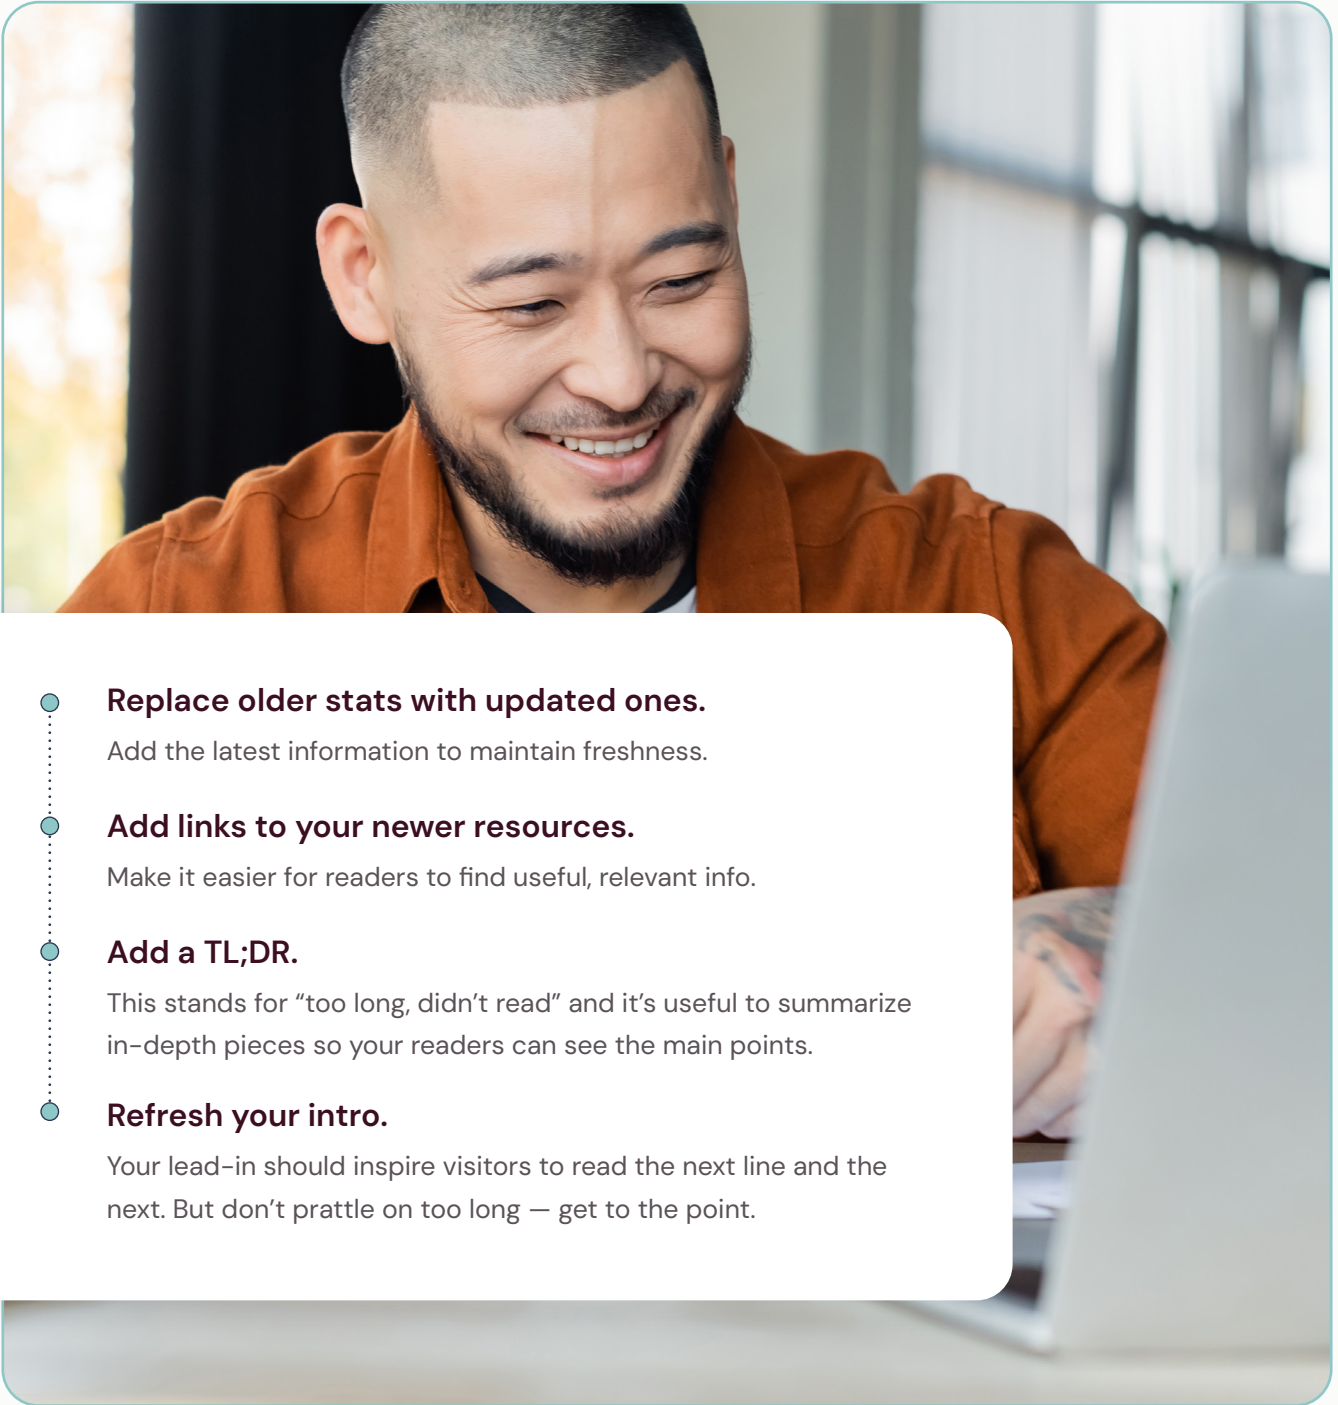 Replace older stats with updated ones.
Add the latest information to maintain freshness.
Add links to your newer resources.
Make it easier for readers to find useful, relevant info.
Add a TL;DR.
This stands for “too long, didn’t read” and it’s useful to summarize
in-depth pieces so your readers can see the main points.
Refresh your intro.
Your lead-in should inspire visitors to read the next line and the
next. But don’t prattle on too long — get to the point.